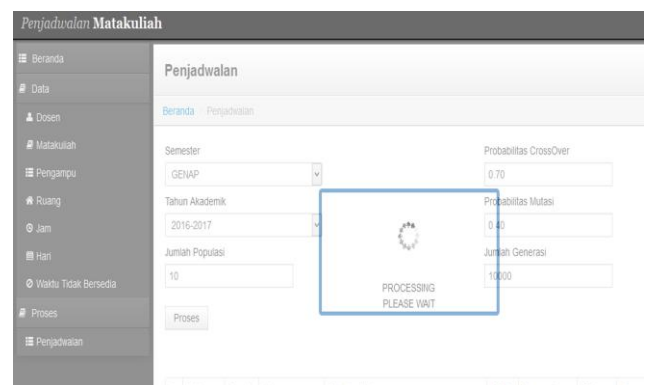 Penjadwalan Matakuliah
Beranda
Data
Dosen
Matakuliah
Pengampu
Ruang
Jam
Hari
Waktu Tidak Bersedia
Proses
Penjadwalan
Penjadwalan
Beranda Penjadwalan
Semester
GENAP
Tahun Akademik
2016-2017
Jumlah Populasi
10
Proses
Probabilitas CrossOver
0.70
Probabilitas Mutasi
0.40
Jumlah Generasi
10000
PROCESSING
PLEASE WAIT